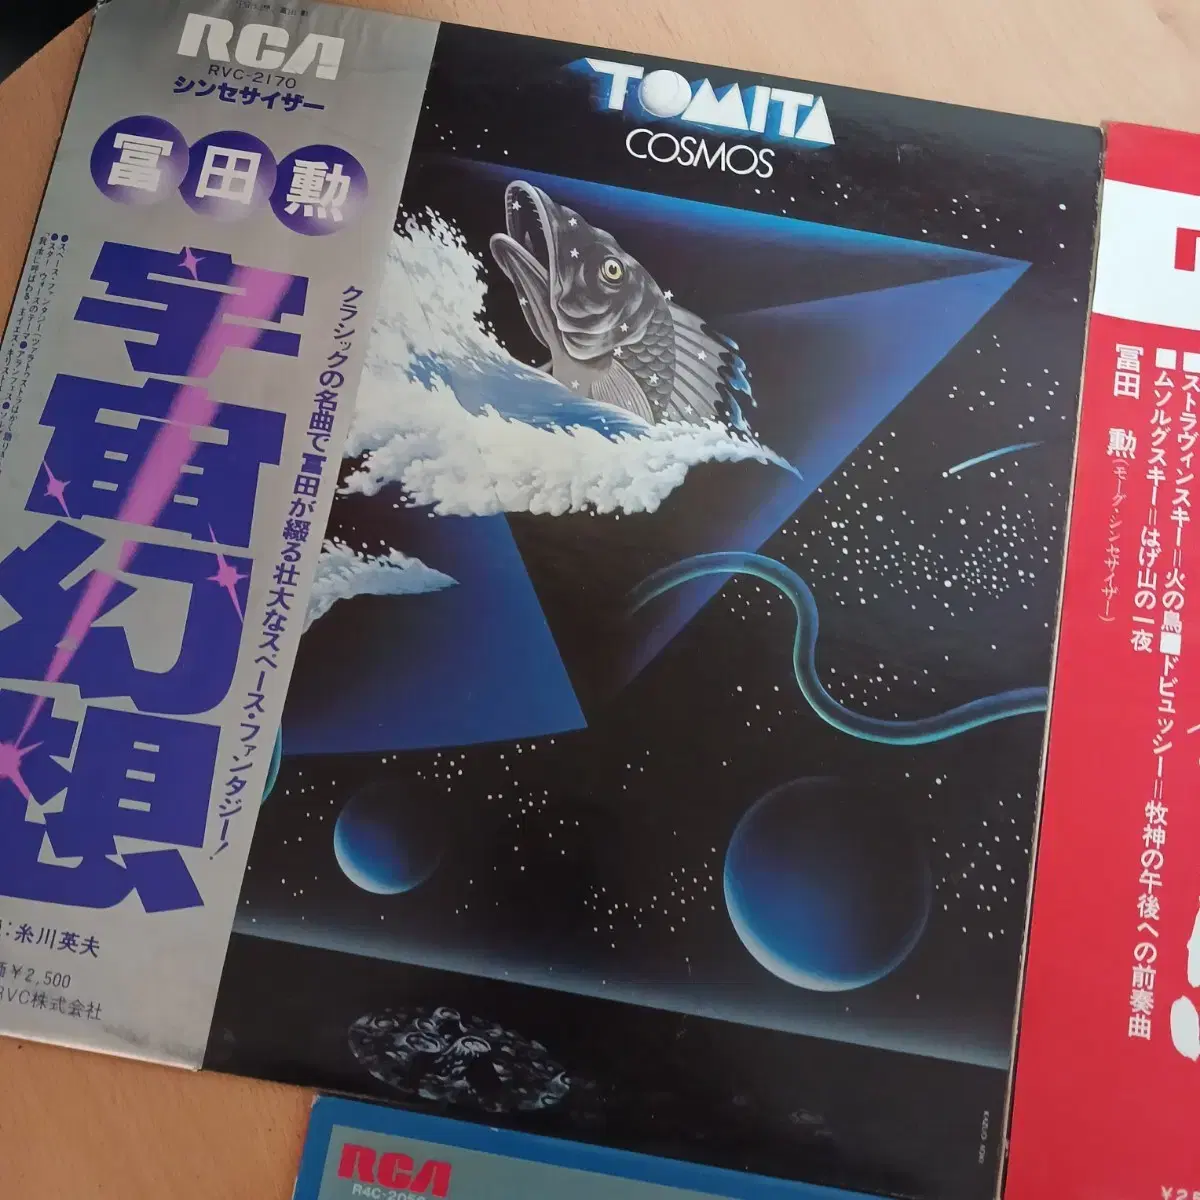 RCA
RVC-2170
シンセサイザー
冨田勲
宇宙幻想
クラシックの名曲で冨田が綴る壮大なスペース・ファンタジー!
糸川英夫
¥2,500
RVC株式会社
TOMITA
COSMOS
■ストラヴィンスキー=火の鳥■ドビュッシー=牧神の午後への前奏曲
■ムソルグスキー=はげ山の一夜
冨田 勲(モーグ・シンセサイザー)
RCA